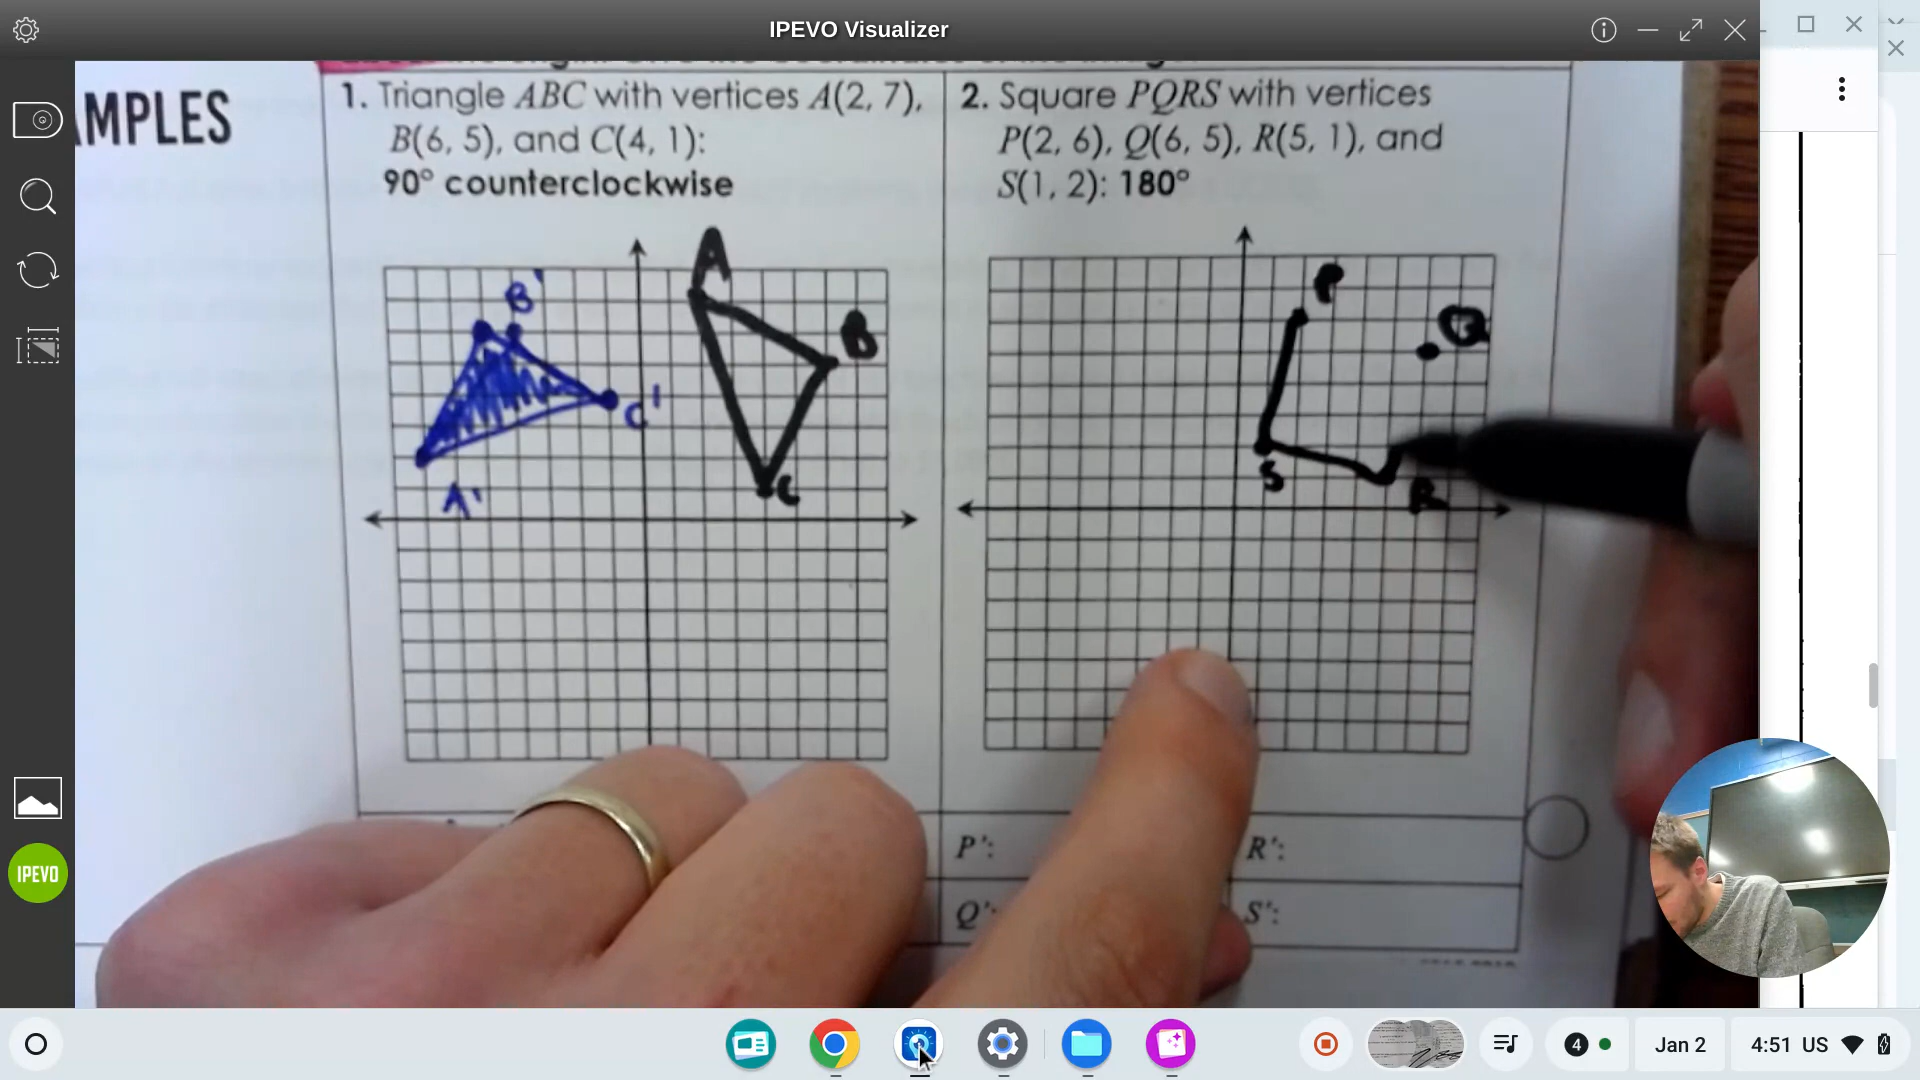 IPEVO Visualizer
MPLES
1. Triangle ABC with vertices A(2, 7),
B(6, 5), and C(4, 1):
90° counterclockwise
2. Square PQRS with vertices
P(2, 6), Q(6, 5), R(5, 1), and
S(1, 2): 180°
A
B
C
B'
C'
A'
P
Q
S
R
P':
R':
Q':
S':
IPEVO
4
Jan 2
4:51 US